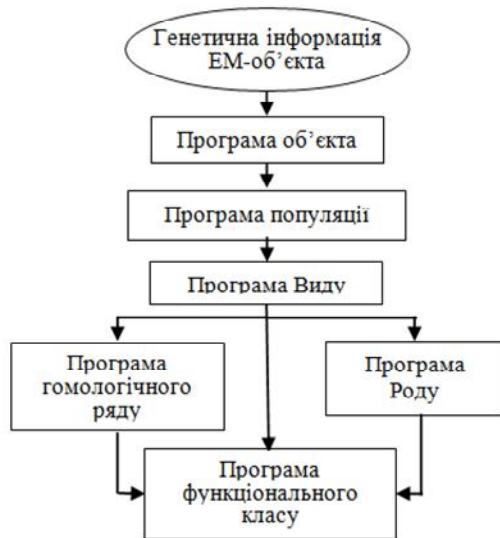 Генетична інформація
ЕМ-об’єкта
Програма об’єкта
Програма популяції
Програма Виду
Програма
гомологічного
ряду
Програма
Роду
Програма
функціонального
класу